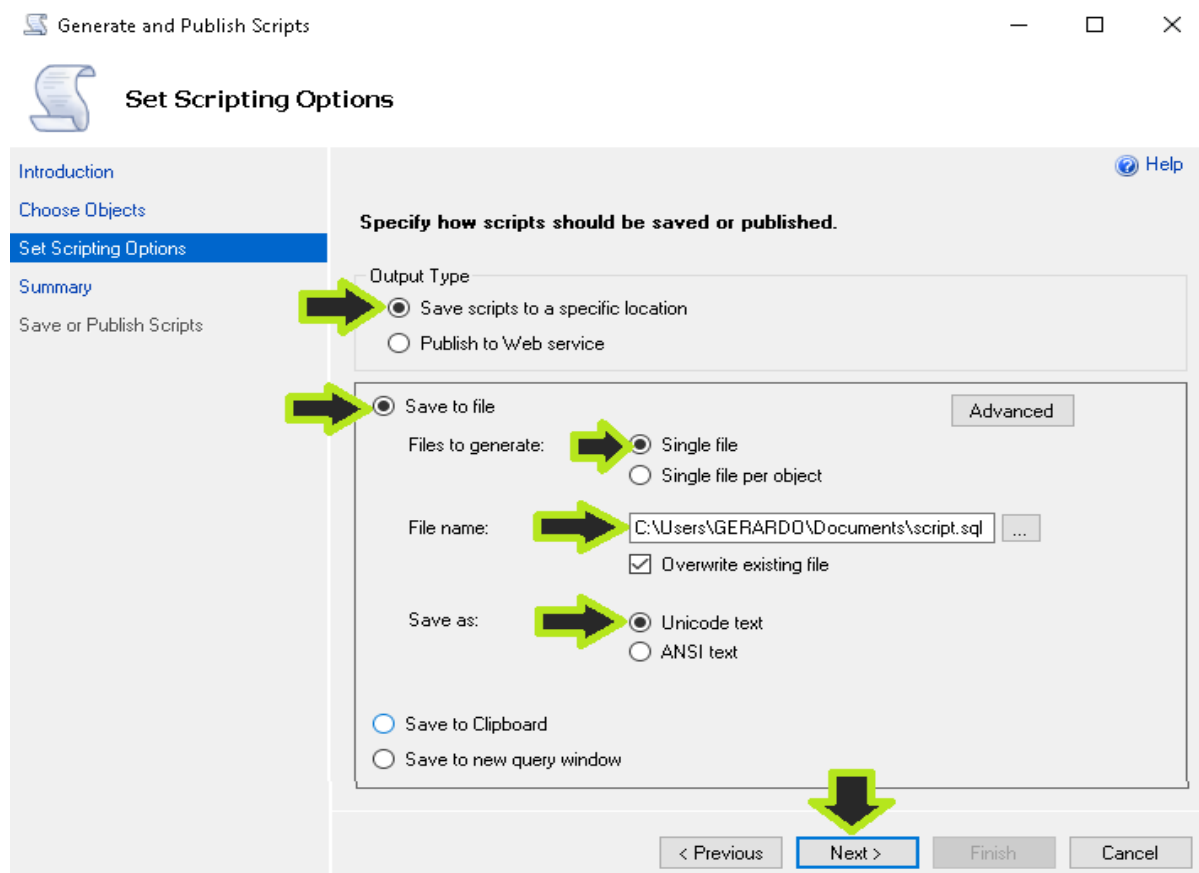 Generate and Publish Scripts
Set Scripting Options
Help
Introduction
Choose Objects
Set Scripting Options
Summary
Save or Publish Scripts
Specify how scripts should be saved or published.
Output Type
Save scripts to a specific location
Publish to Web service
Save to file
Advanced
Files to generate:
Single file
Single file per object
File name:
C:\Users\GERARDO\Documents\script.sql
...
Overwrite existing file
Save as:
Unicode text
ANSI text
Save to Clipboard
Save to new query window
< Previous
Next >
Finish
Cancel